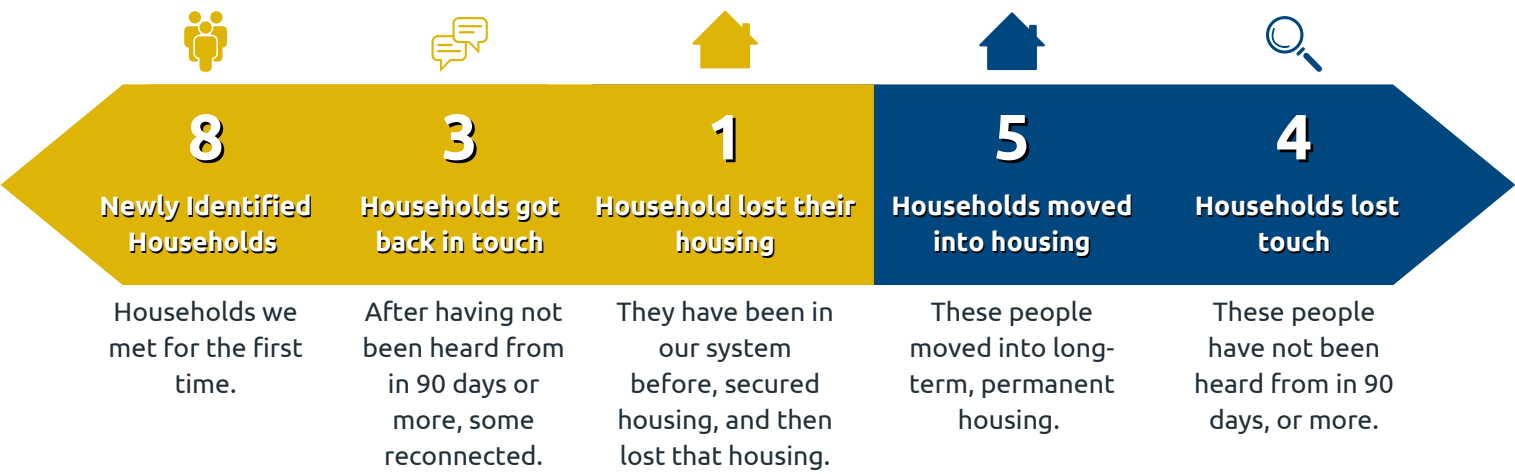 8
Newly Identified
Households
Households we
met for the first
time.
3
Households got
back in touch
After having not
been heard from
in 90 days or
more, some
reconnected.
1
Household lost their
housing
They have been in
our system
before, secured
housing, and then
lost that housing.
5
Households moved
into housing
These people
moved into long-
term, permanent
housing.
4
Households lost
touch
These people
have not been
heard from in 90
days, or more.